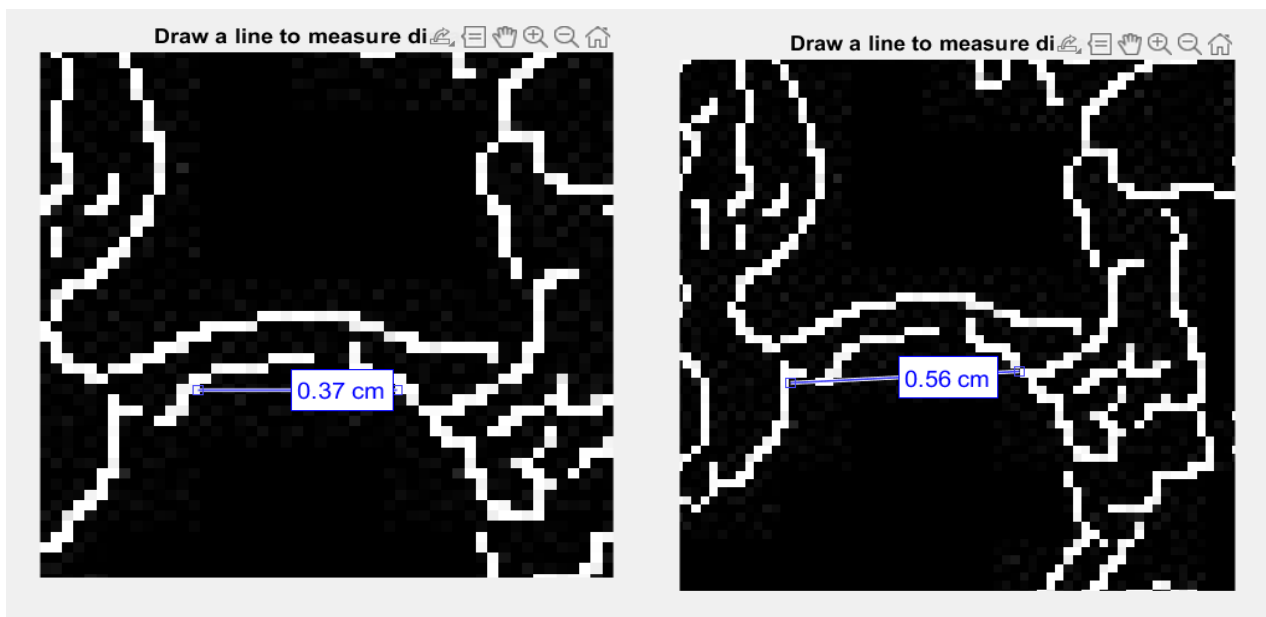 Draw a line to measure di
Draw a line to measure di
0.37 cm
0.56 cm